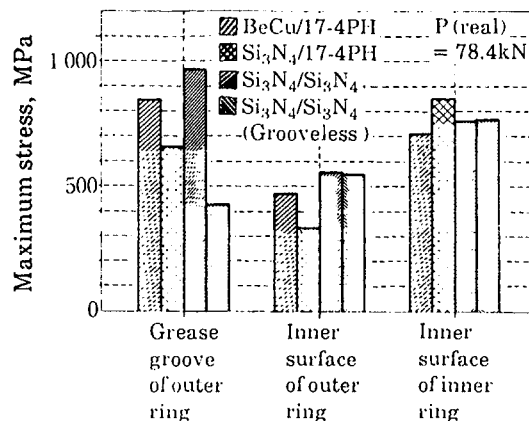 BeCu/17-4PH
Si₃N₄/17-4PH
Si₃N₄/Si₃N₄
Si₃N₄/Si₃N₄
(Grooveless)
P (real)
= 78.4kN
Maximum stress, MPa
1 000
500
0
Grease
groove
of outer
ring
Inner
surface
of outer
ring
Inner
surface
of inner
ring